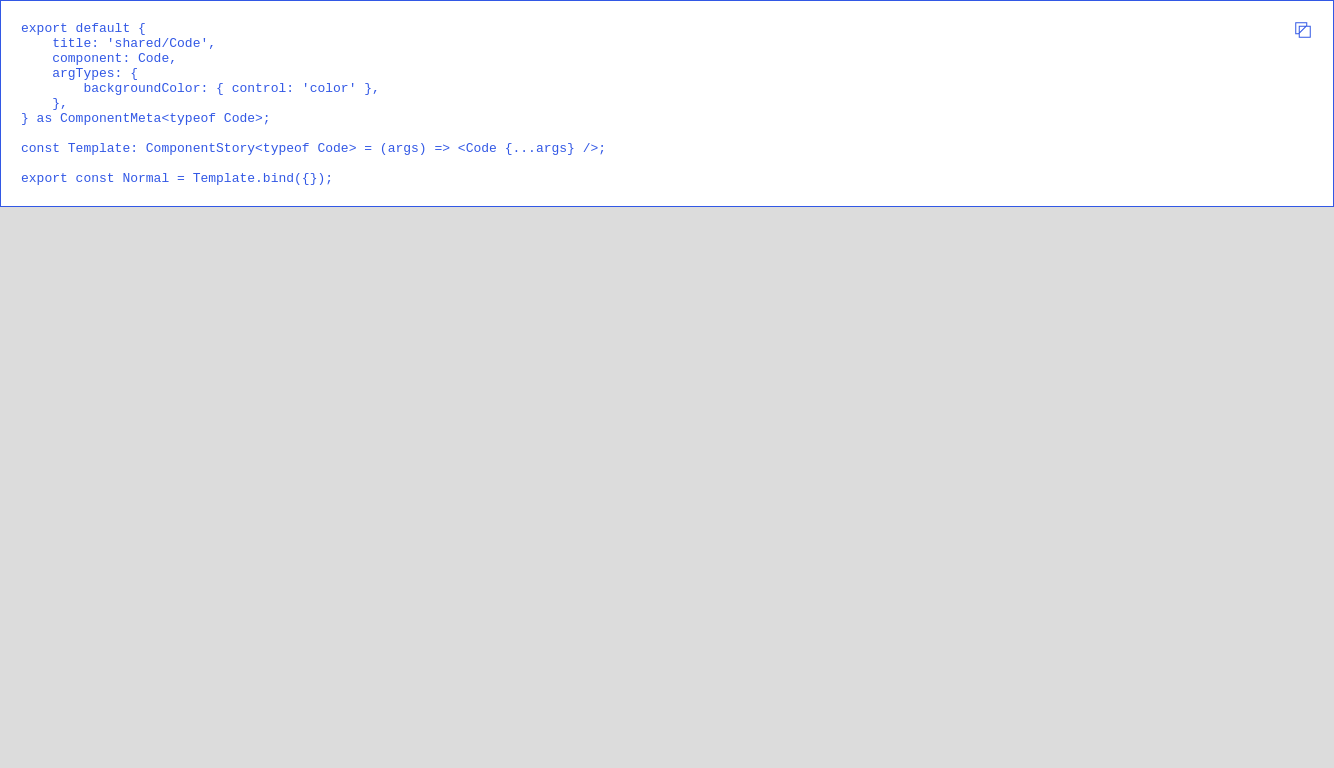 export default {
    title: 'shared/Code',
    component: Code,
    argTypes: {
        backgroundColor: { control: 'color' },
    },
} as ComponentMeta<typeof Code>;

const Template: ComponentStory<typeof Code> = (args) => <Code {...args} />;

export const Normal = Template.bind({});